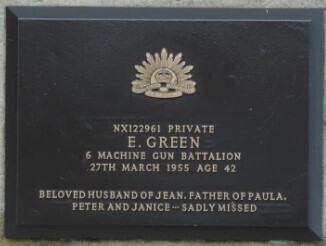 NX122961 PRIVATE
E. GREEN
6 MACHINE GUN BATTALION
27TH MARCH 1955 AGE 42
BELOVED HUSBAND OF JEAN. FATHER OF PAULA.
PETER AND JANICE -- SADLY MISSED